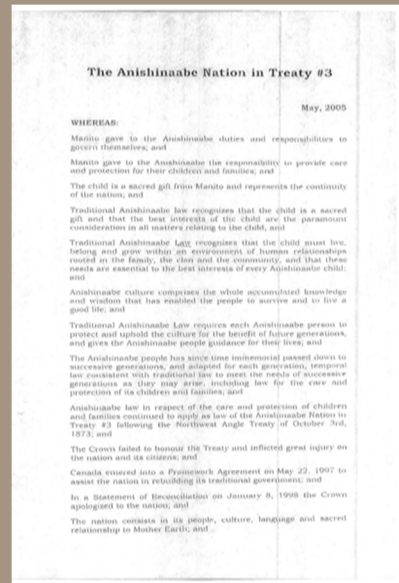 The Anishinaabe Nation in Treaty #3
May, 2005
WHEREAS:
Manito gave to the Anishinaabe duties and responsibilities to
govern themselves; and
Manito gave to the Anishinaabe the responsibility to provide care
and protection for their children and families; and
The child is a sacred gift from Manito and represents the continuity
of the nation; and
Traditional Anishinaabe law recognizes that the child is a sacred
gift and that the best interests of the child are the paramount
consideration in all matters relating to the child; and
Traditional Anishinaabe Law recognizes that the child must live,
belong and grow within an environment of human relationships
rooted in the family, the clan and the community, and that these
needs are essential to the best interests of every Anishinaabe child;
and
Anishinaabe culture comprises the whole accumulated knowledge
and wisdom that has enabled the people to survive and to live a
good life; and
Traditional Anishinaabe Law requires each Anishinaabe person to
protect and uphold the culture for the benefit of future generations,
and gives the Anishinaabe people guidance for their lives; and
The Anishinaabe people has since time immemorial passed down to
successive generations, and adapted for each generation, temporal
law consistent with traditional law to meet the needs of successive
generations as they may arise, including law for the care and
protection of its children and families; and
Anishinaabe law in respect of the care and protection of children
and families continued to apply as law of the Anishinaabe Nation in
Treaty #3 following the Northwest Angle Treaty of October 3rd,
1873; and
The Crown failed to honour the Treaty and inflicted great injury on
the nation and its citizens; and
Canada entered into a Framework Agreement on May 22, 1997 to
assist the nation in rebuilding its traditional government; and
In a Statement of Reconciliation on January 8, 1998 the Crown
apologized to the nation; and
The nation consists in its people, culture, language and sacred
relationship to Mother Earth; and